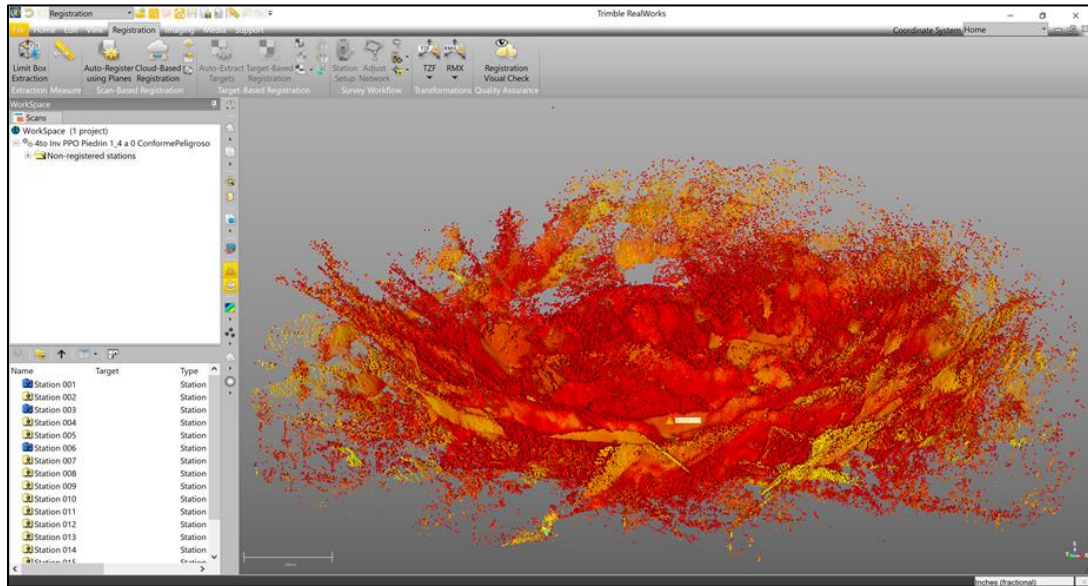 Registration
Trimble RealWorks
File Home Edit View Registration Imaging Media Support
Coordinate System Home
Limit Box Extraction
Auto-Register using Planes
Cloud-Based Registration
Auto-Extract Targets
Target-Based Registration
Station Setup
Adjust Network
TZF
RMX
Registration Visual Check
Extraction Measure Scan-Based Registration Target-Based Registration Survey Workflow Transformations Quality Assurance
WorkSpace
Scans
WorkSpace (1 project)
4to Inv PPO Piedrin 1_4 a 0 ConformePeligroso
Non-registered stations
Name Target Type
Station 001 Station
Station 002 Station
Station 003 Station
Station 004 Station
Station 005 Station
Station 006 Station
Station 007 Station
Station 008 Station
Station 009 Station
Station 010 Station
Station 011 Station
Station 012 Station
Station 013 Station
Station 014 Station
Station 015 Station
Inches (fractional)